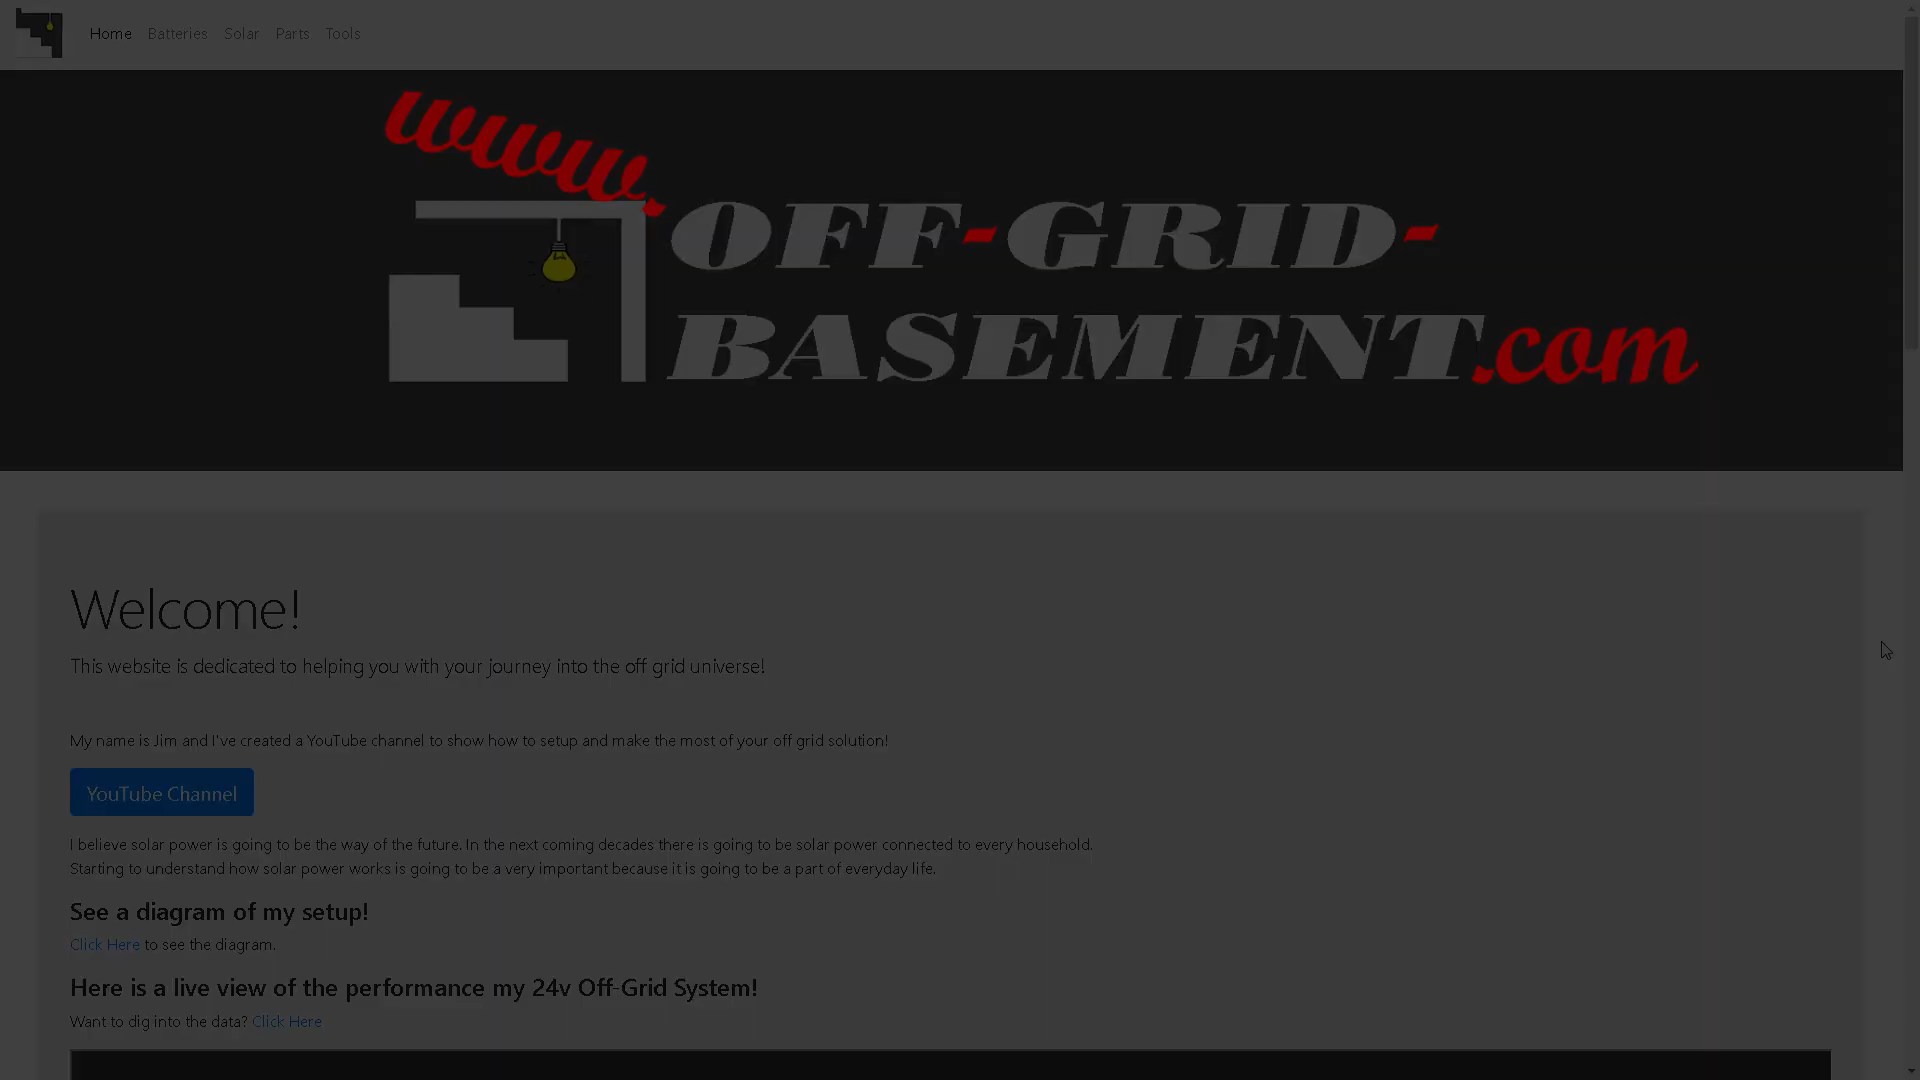 Home Batteries Solar Parts Tools
www.
OFF-GRID-
BASEMENT.com
Welcome!
This website is dedicated to helping you with your journey into the off grid universe!
My name is Jim and I've created a YouTube channel to show how to setup and make the most of your off grid solution!
YouTube Channel
I believe solar power is going to be the way of the future. In the next coming decades there is going to be solar power connected to every household.
Starting to understand how solar power works is going to be a very important because it is going to be a part of everyday life.
See a diagram of my setup!
Click Here to see the diagram.
Here is a live view of the performance my 24v Off-Grid System!
Want to dig into the data? Click Here